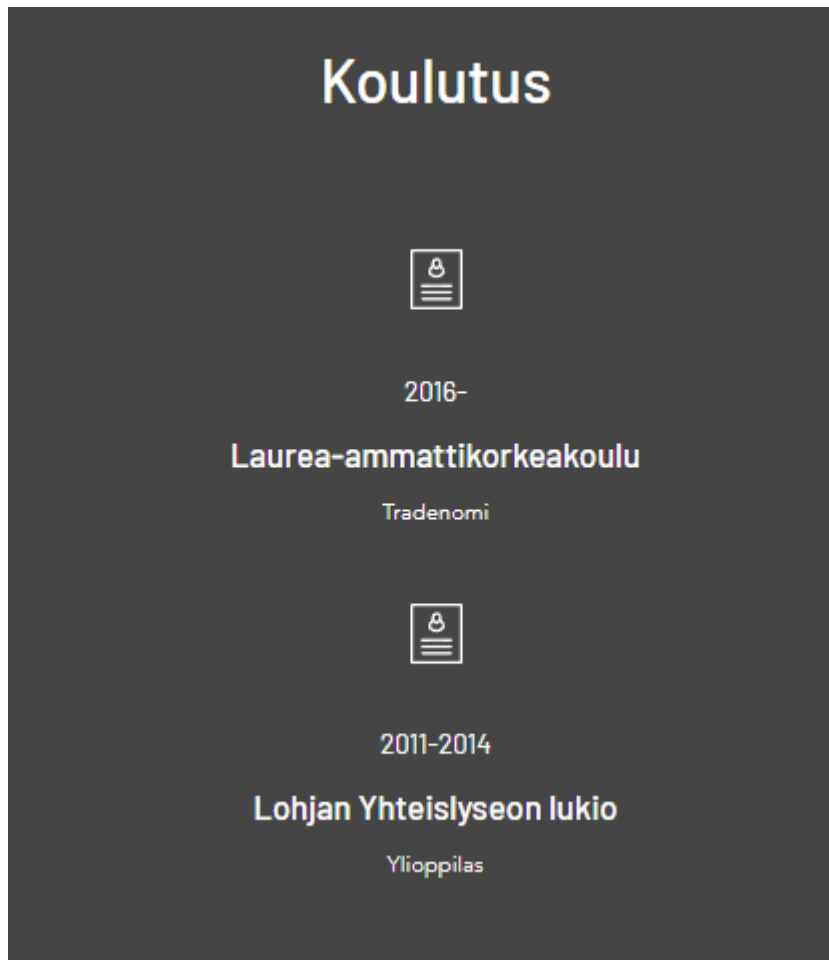 Koulutus
2016-
Laurea-ammattikorkeakoulu
Tradenomi
2011-2014
Lohjan Yhteislyseon lukio
Ylioppilas